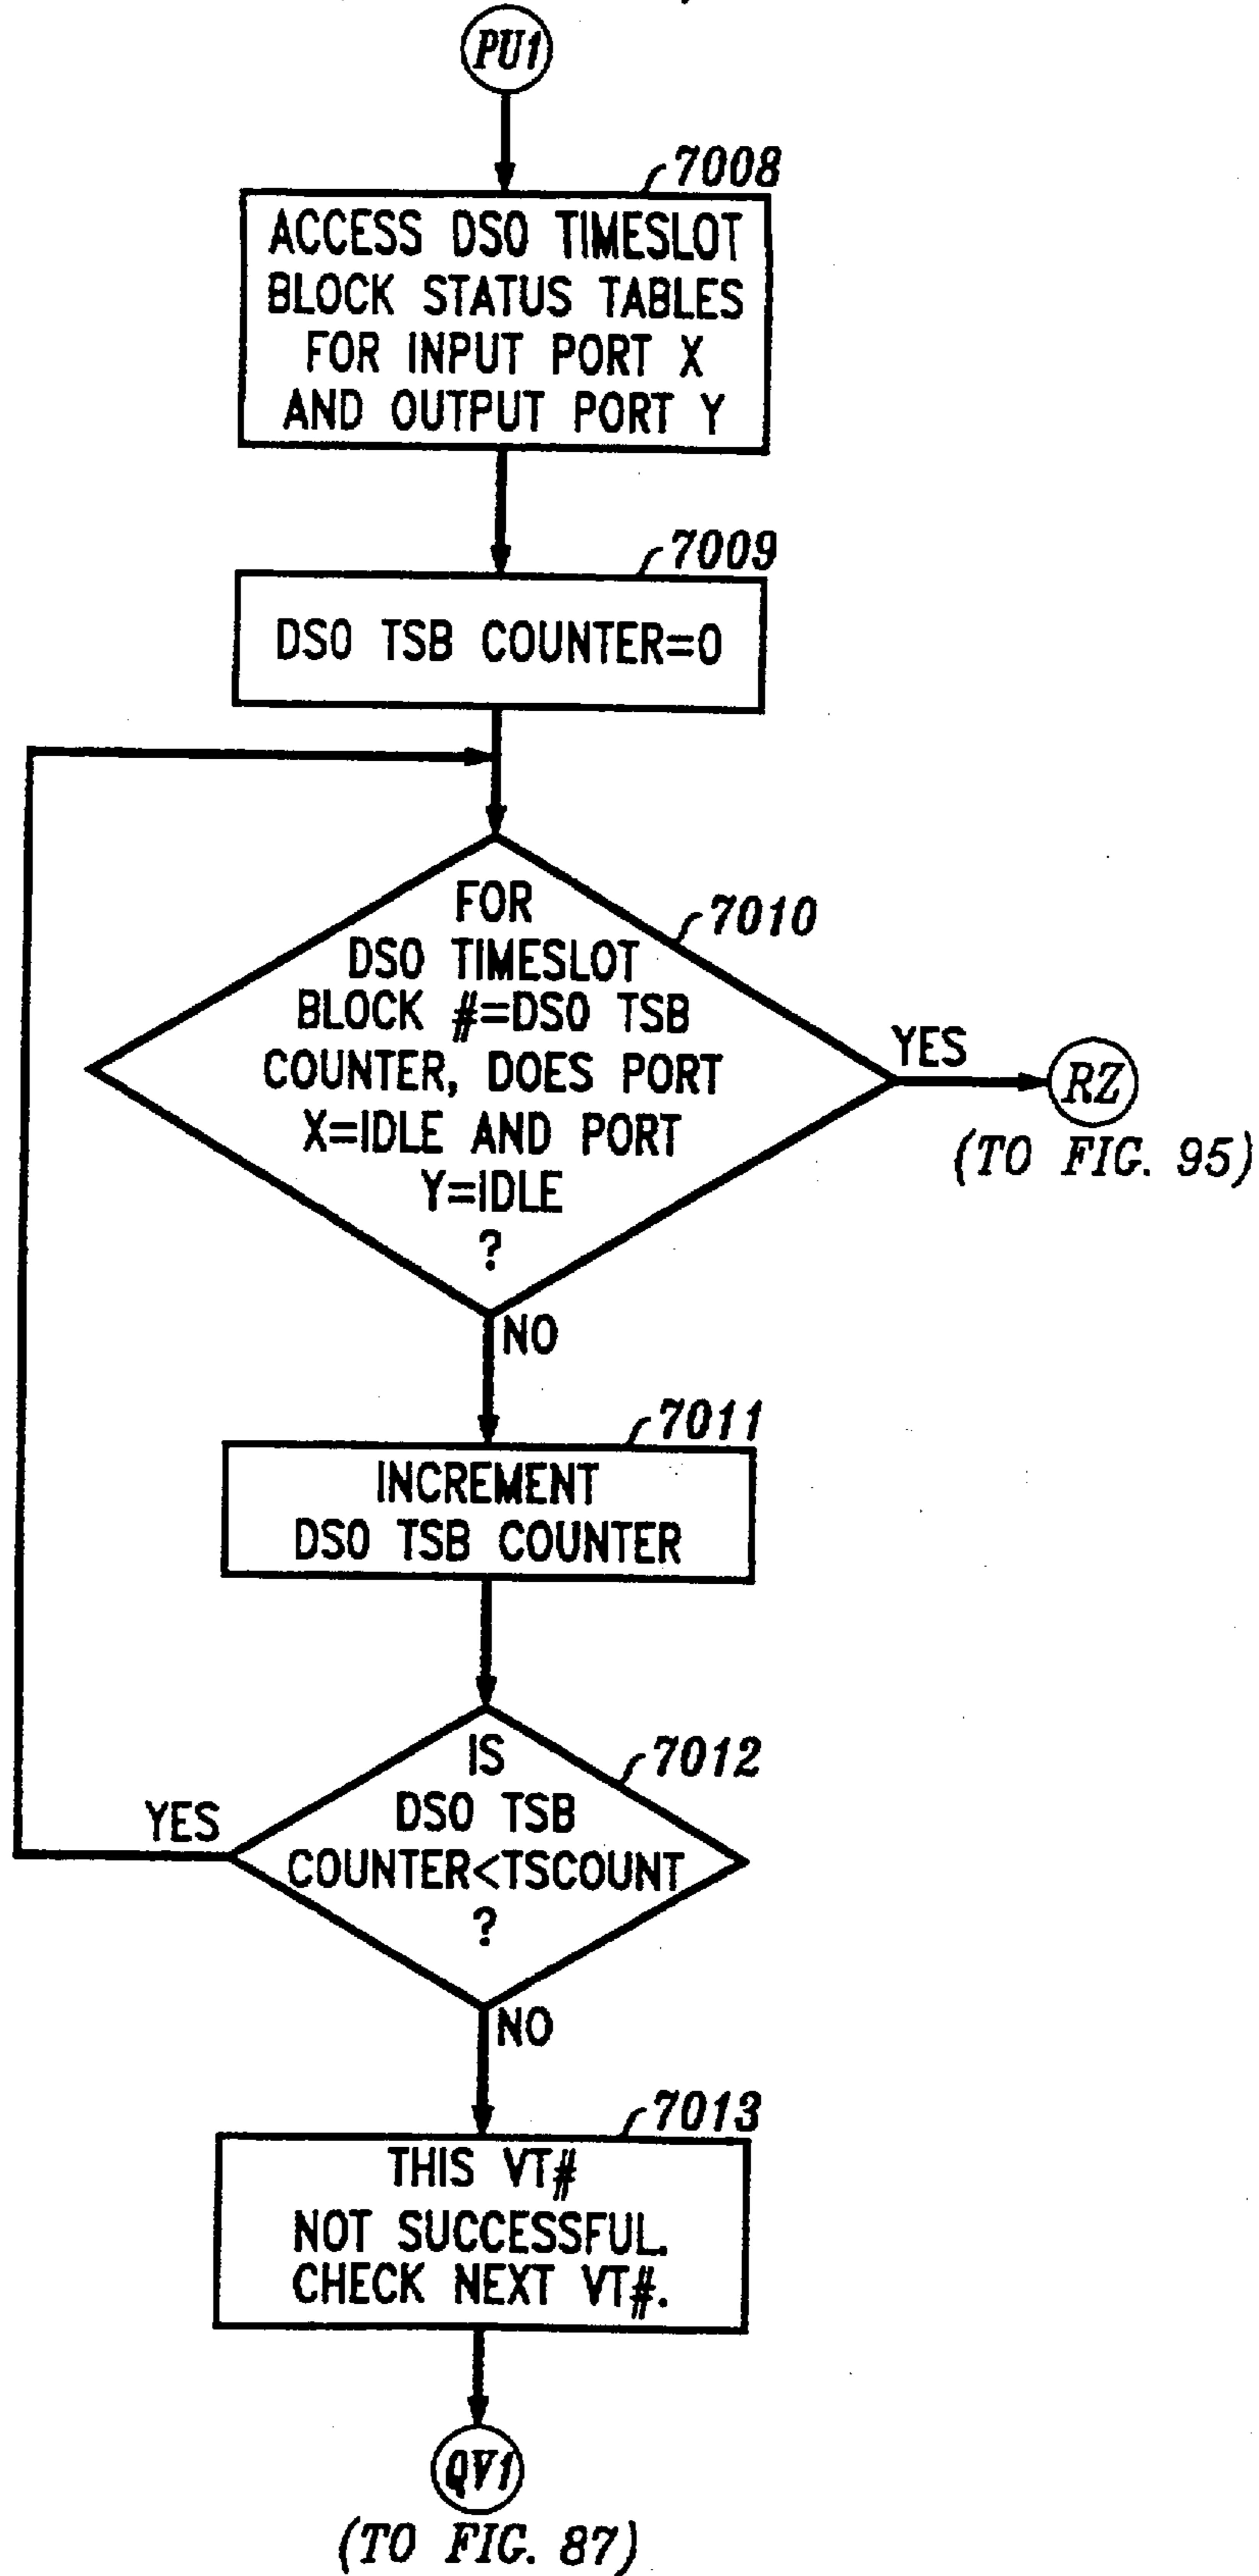 PU1
7008
ACCESS DS0 TIMESLOT
BLOCK STATUS TABLES
FOR INPUT PORT X
AND OUTPUT PORT Y
7009
DS0 TSB COUNTER=0
FOR
DS0 TIMESLOT
BLOCK #=DS0 TSB
COUNTER, DOES PORT
X=IDLE AND PORT
Y=IDLE
?
7010
YES
RZ
(TO FIG. 95)
NO
7011
INCREMENT
DS0 TSB COUNTER
IS
DS0 TSB
COUNTER<TSCOUNT
?
7012
YES
NO
7013
THIS VT#
NOT SUCCESSFUL.
CHECK NEXT VT#.
QV1
(TO FIG. 87)